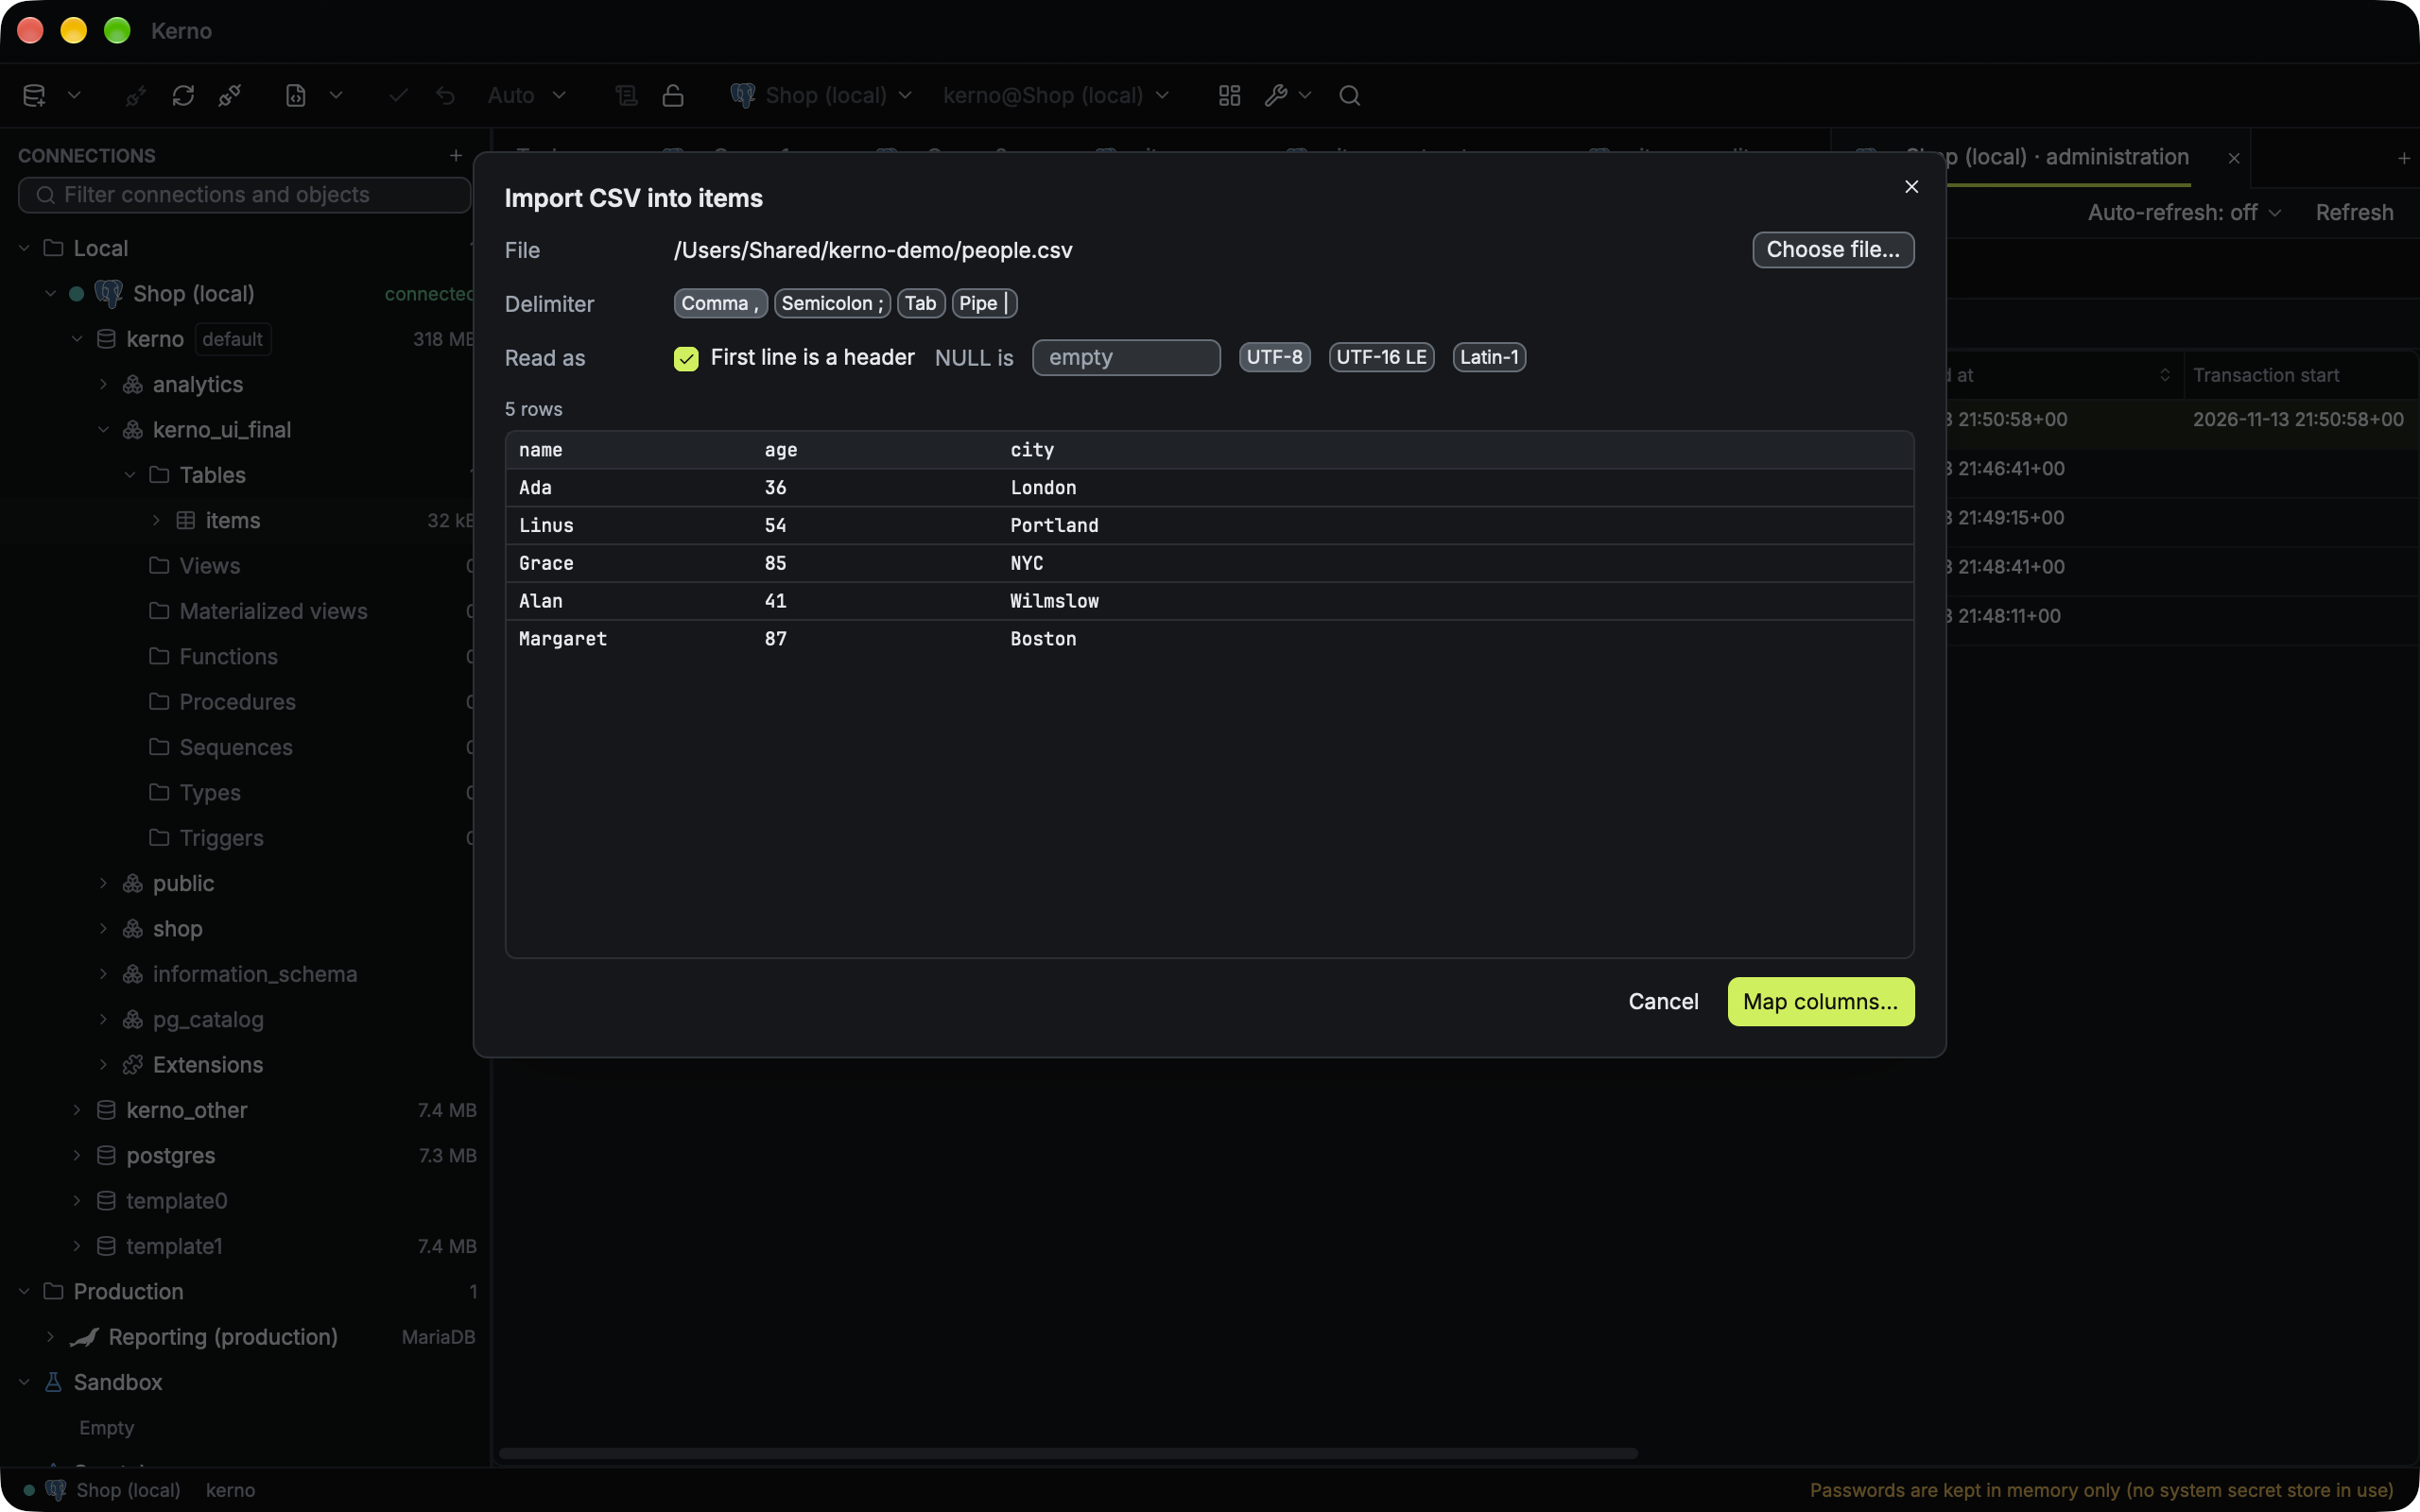 Kerno
Auto
Shop (local)
kerno@Shop (local)
CONNECTIONS
Filter connections and objects
Local
Shop (local) connected
kerno default 318 MB
analytics
kerno_ui_final
Tables
items 32 kB
Views
Materialized views
Functions
Procedures
Sequences
Types
Triggers
public
shop
information_schema
pg_catalog
Extensions
kerno_other 7.4 MB
postgres 7.3 MB
template0
template1 7.4 MB
Production 1
Reporting (production) MariaDB
Sandbox
Empty
(local) · administration
Auto-refresh: off Refresh
at Transaction start
21:50:58+00 2026-11-13 21:50:58+00
21:46:41+00
21:49:15+00
21:48:41+00
21:48:11+00
Import CSV into items
File /Users/Shared/kerno-demo/people.csv Choose file...
Delimiter Comma , Semicolon ; Tab Pipe |
Read as First line is a header NULL is empty UTF-8 UTF-16 LE Latin-1
5 rows
name age city
Ada 36 London
Linus 54 Portland
Grace 85 NYC
Alan 41 Wilmslow
Margaret 87 Boston
Cancel Map columns...
Shop (local) kerno
Passwords are kept in memory only (no system secret store in use)